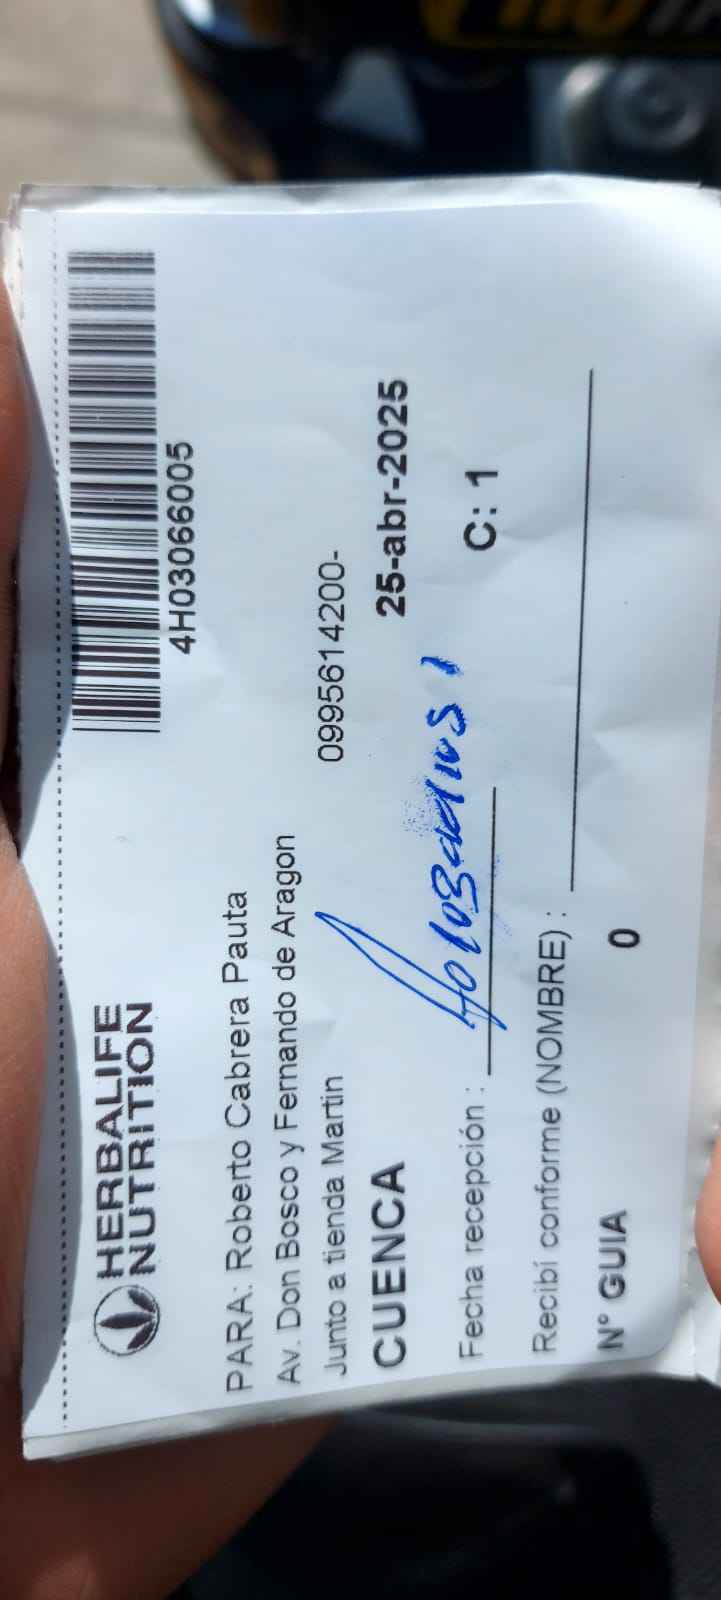 HERBALIFE
NUTRITION
4H03066005
PARA: Roberto Cabrera Pauta
Av. Don Bosco y Fernando de Aragon
Junto a tienda Martin 0995614200-
CUENCA 25-abr-2025
Fecha recepción : C: 1
Recibí conforme (NOMBRE) :
N° GUIA 0